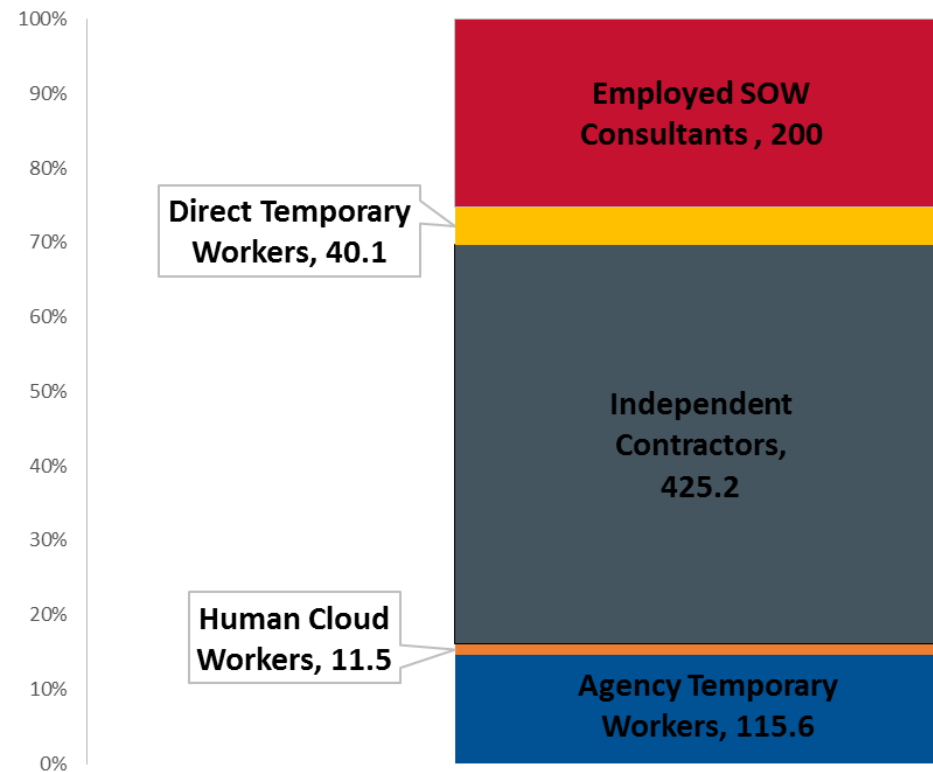 100%
90%
80%
70%
60%
50%
40%
30%
20%
10%
0%
Employed SOW
Consultants , 200
Direct Temporary
Workers, 40.1
Independent
Contractors,
425.2
Human Cloud
Workers, 11.5
Agency Temporary
Workers, 115.6